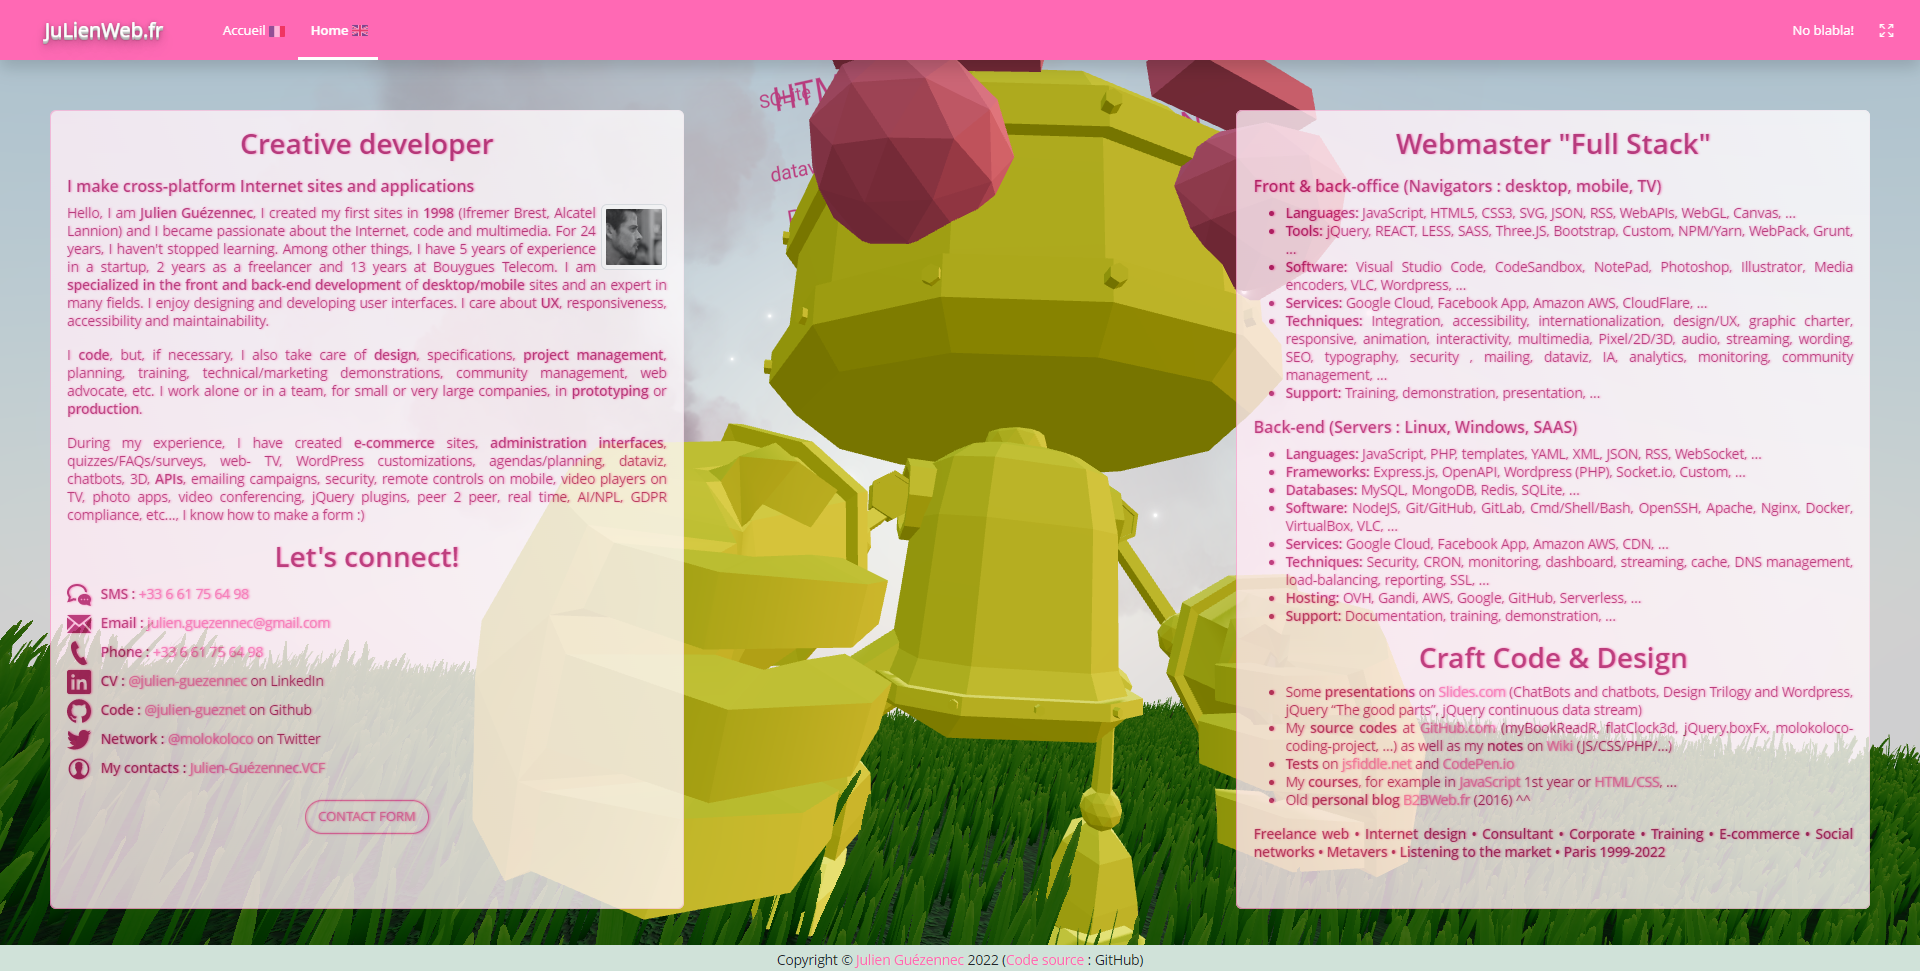 JuLienWeb.fr
Accueil
Home
No blabla!
SQLite
HTM
datav
Creative developer
I make cross-platform Internet sites and applications
Hello, I am Julien Guézennec, I created my first sites in 1998 (Ifremer Brest, Alcatel
Lannion) and I became passionate about the Internet, code and multimedia. For 24
years, I haven't stopped learning. Among other things, I have 5 years of experience
in a startup, 2 years as a freelancer and 13 years at Bouygues Telecom. I am
specialized in the front and back-end development of desktop/mobile sites and an expert in
many fields. I enjoy designing and developing user interfaces. I care about UX, responsiveness,
accessibility and maintainability.
I code, but, if necessary, I also take care of design, specifications, project management,
planning, training, technical/marketing demonstrations, community management, web
advocate, etc. I work alone or in a team, for small or very large companies, in prototyping or
production.
During my experience, I have created e-commerce sites, administration interfaces,
quizzes/FAQs/surveys, web- TV, WordPress customizations, agendas/planning, dataviz,
chatbots, 3D, APIs, emailing campaigns, security, remote controls on mobile, video players on
TV, photo apps, video conferencing, jQuery plugins, peer 2 peer, real time, AI/NPL, GDPR
compliance, etc..., I know how to make a form :)
Let's connect!
SMS : +33 6 61 75 64 98
Email : julien.guezennec@gmail.com
Phone : +33 6 61 75 64 98
CV : @julien-guezennec on LinkedIn
Code : @julien-gueznet on Github
Network : @molokoloco on Twitter
My contacts : Julien-Guézennec.VCF
CONTACT FORM
Webmaster "Full Stack"
Front & back-office (Navigators : desktop, mobile, TV)
• Languages: JavaScript, HTML5, CSS3, SVG, JSON, RSS, WebAPIs, WebGL, Canvas, ...
• Tools: jQuery, REACT, LESS, SASS, Three.JS, Bootstrap, Custom, NPM/Yarn, WebPack, Grunt,
...
• Software: Visual Studio Code, CodeSandbox, NotePad, Photoshop, Illustrator, Media
encoders, VLC, Wordpress, ...
• Services: Google Cloud, Facebook App, Amazon AWS, CloudFlare, ...
• Techniques: Integration, accessibility, internationalization, design/UX, graphic charter,
responsive, animation, interactivity, multimedia, Pixel/2D/3D, audio, streaming, wording,
SEO, typography, security , mailing, dataviz, IA, analytics, monitoring, community
management, ...
• Support: Training, demonstration, presentation, ...
Back-end (Servers : Linux, Windows, SAAS)
• Languages: JavaScript, PHP, templates, YAML, XML, JSON, RSS, WebSocket, ...
• Frameworks: Express.js, OpenAPI, Wordpress (PHP), Socket.io, Custom, ...
• Databases: MySQL, MongoDB, Redis, SQLite, ...
• Software: NodeJS, Git/GitHub, GitLab, Cmd/Shell/Bash, OpenSSH, Apache, Nginx, Docker,
VirtualBox, VLC, ...
• Services: Google Cloud, Facebook App, Amazon AWS, CDN, ...
• Techniques: Security, CRON, monitoring, dashboard, streaming, cache, DNS management,
load-balancing, reporting, SSL, ...
• Hosting: OVH, Gandi, AWS, Google, GitHub, Serverless, ...
• Support: Documentation, training, demonstration, ...
Craft Code & Design
• Some presentations on Slides.com (ChatBots and chatbots, Design Trilogy and Wordpress,
jQuery “The good parts”, jQuery continuous data stream)
• My source codes at GitHub.com (myBookReadR, flatClock3d, jQuery.boxFx, molokoloco-
coding-project, ...) as well as my notes on Wiki (JS/CSS/PHP/...)
• Tests on jsfiddle.net and CodePen.io
• My courses, for example in JavaScript 1st year or HTML/CSS, ...
• Old personal blog B2BWeb.fr (2016) ^^
Freelance web • Internet design • Consultant • Corporate • Training • E-commerce • Social
networks • Metavers • Listening to the market • Paris 1999-2022
Copyright © Julien Guézennec 2022 (Code source : GitHub)